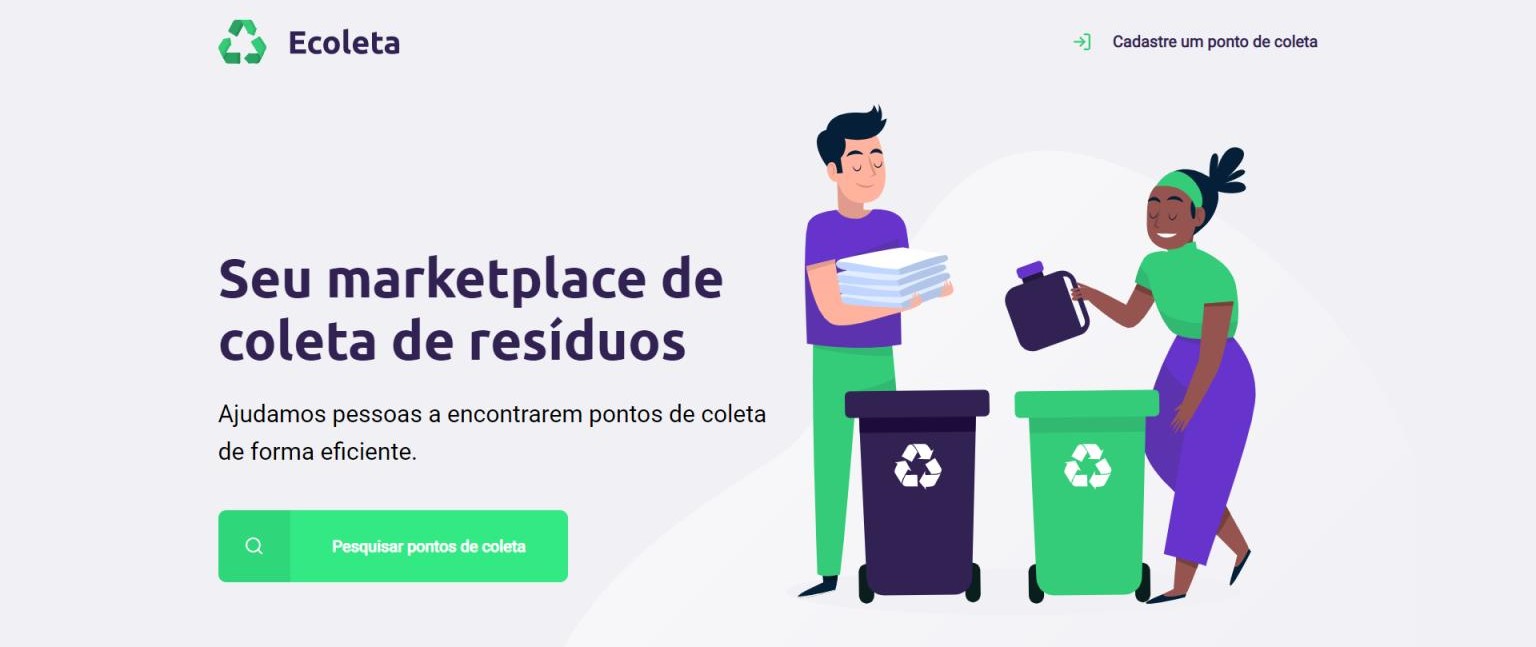 Ecoleta
Cadastre um ponto de coleta
Seu marketplace de
coleta de resíduos
Ajudamos pessoas a encontrarem pontos de coleta
de forma eficiente.
Pesquisar pontos de coleta